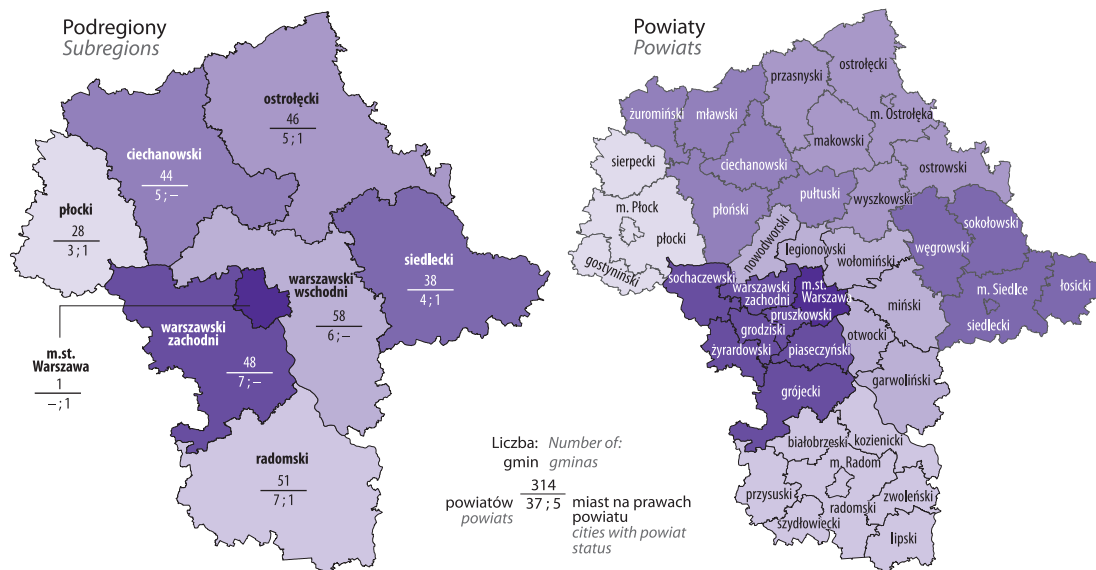 Podregiony
Subregions
ostrołęcki
46
5 ; 1
ciechanowski
44
5 ; –
płocki
28
3 ; 1
siedlecki
38
4 ; 1
warszawski
wschodni
58
6 ; –
warszawski
zachodni
48
7 ; –
m.st.
Warszawa
1
– ; 1
radomski
51
7 ; 1
Liczba: Number of:
gmin gminas
314
37 ; 5
powiatów
powiats
miast na prawach
powiatu
cities with powiat
status
Powiaty
Powiats
ostrołęcki
przasnyski
m. Ostrołęka
żuromiński
mławski
makowski
ciechanowski
ostrowski
sierpecki
pułtuski
wyszkowski
płoński
m. Płock
płocki
sokołowski
węgrowski
nowodworski
legionowski
wołomiński
gostyniński
sochaczewski
warszawski
zachodni
m.st.
Warszawa
m. Siedlce
łosicki
siedlecki
miński
pruszkowski
grodziski
otwocki
żyrardowski
piaseczyński
garwoliński
grójecki
białobrzeski
kozienicki
m. Radom
przysuski
zwoleński
radomski
szydłowiecki
lipski